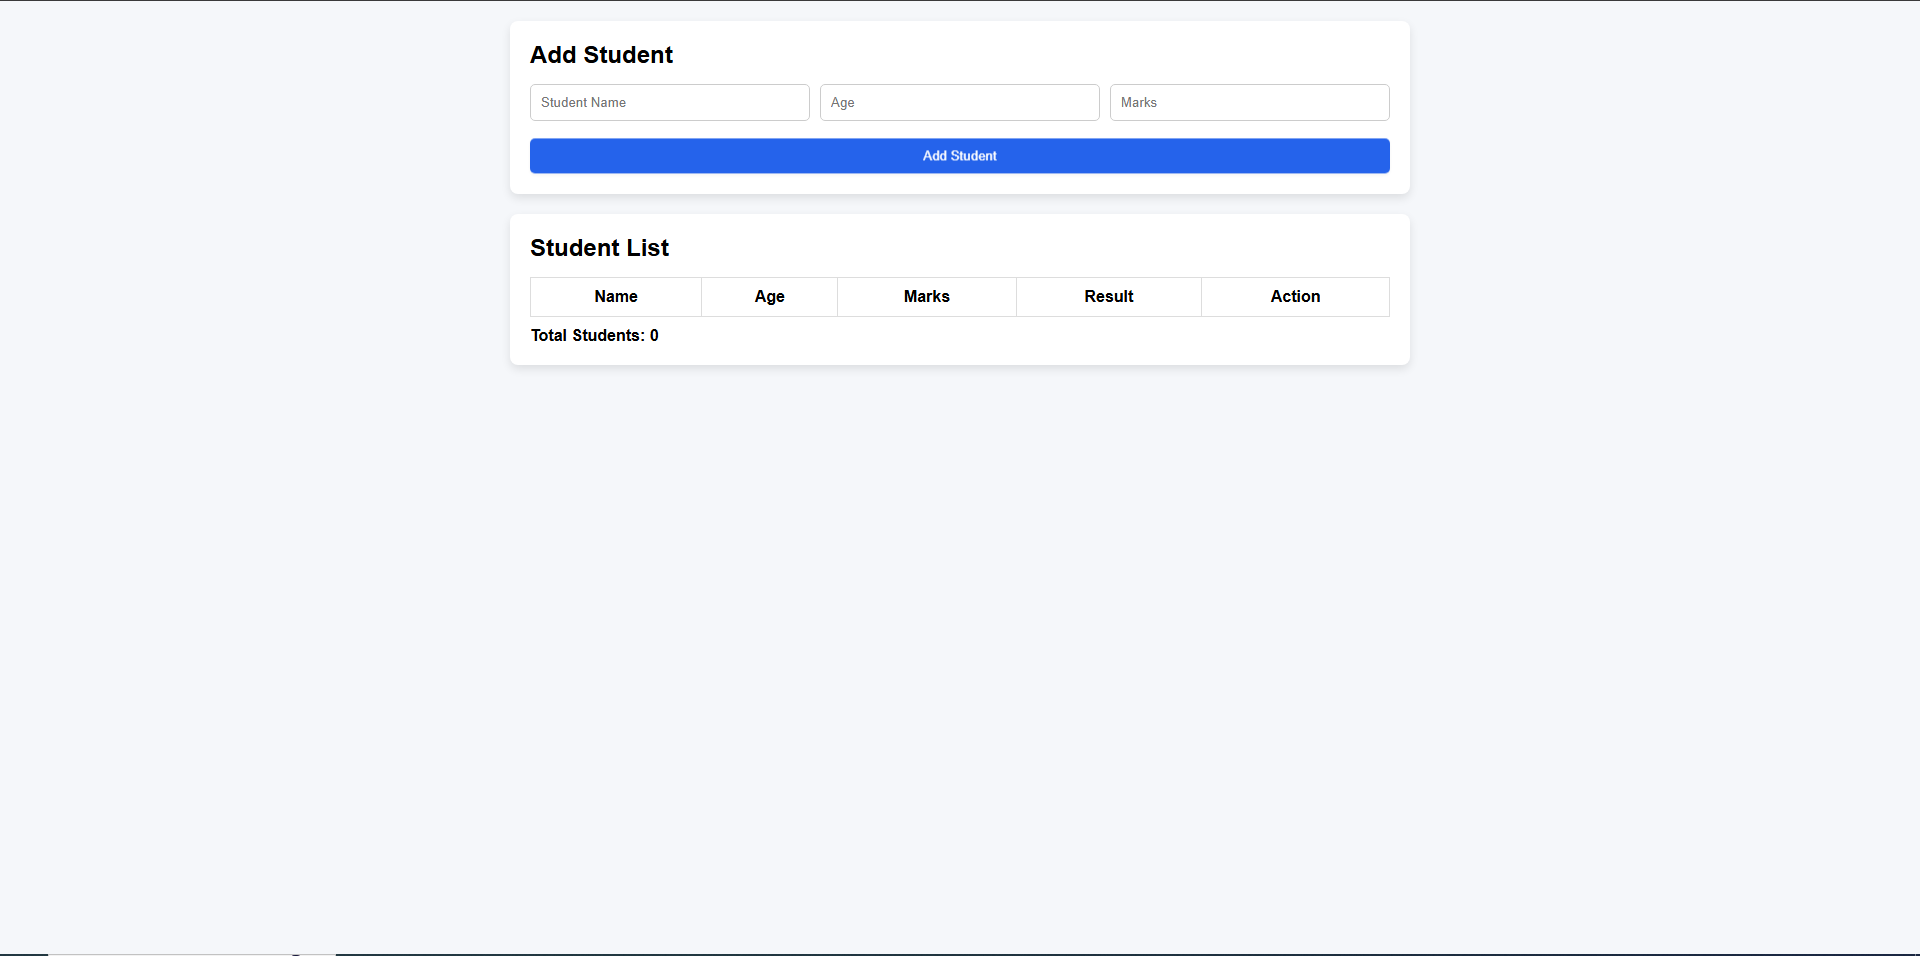 Add Student
Student Name Age Marks
Add Student
Student List
Name Age Marks Result Action
Total Students: 0